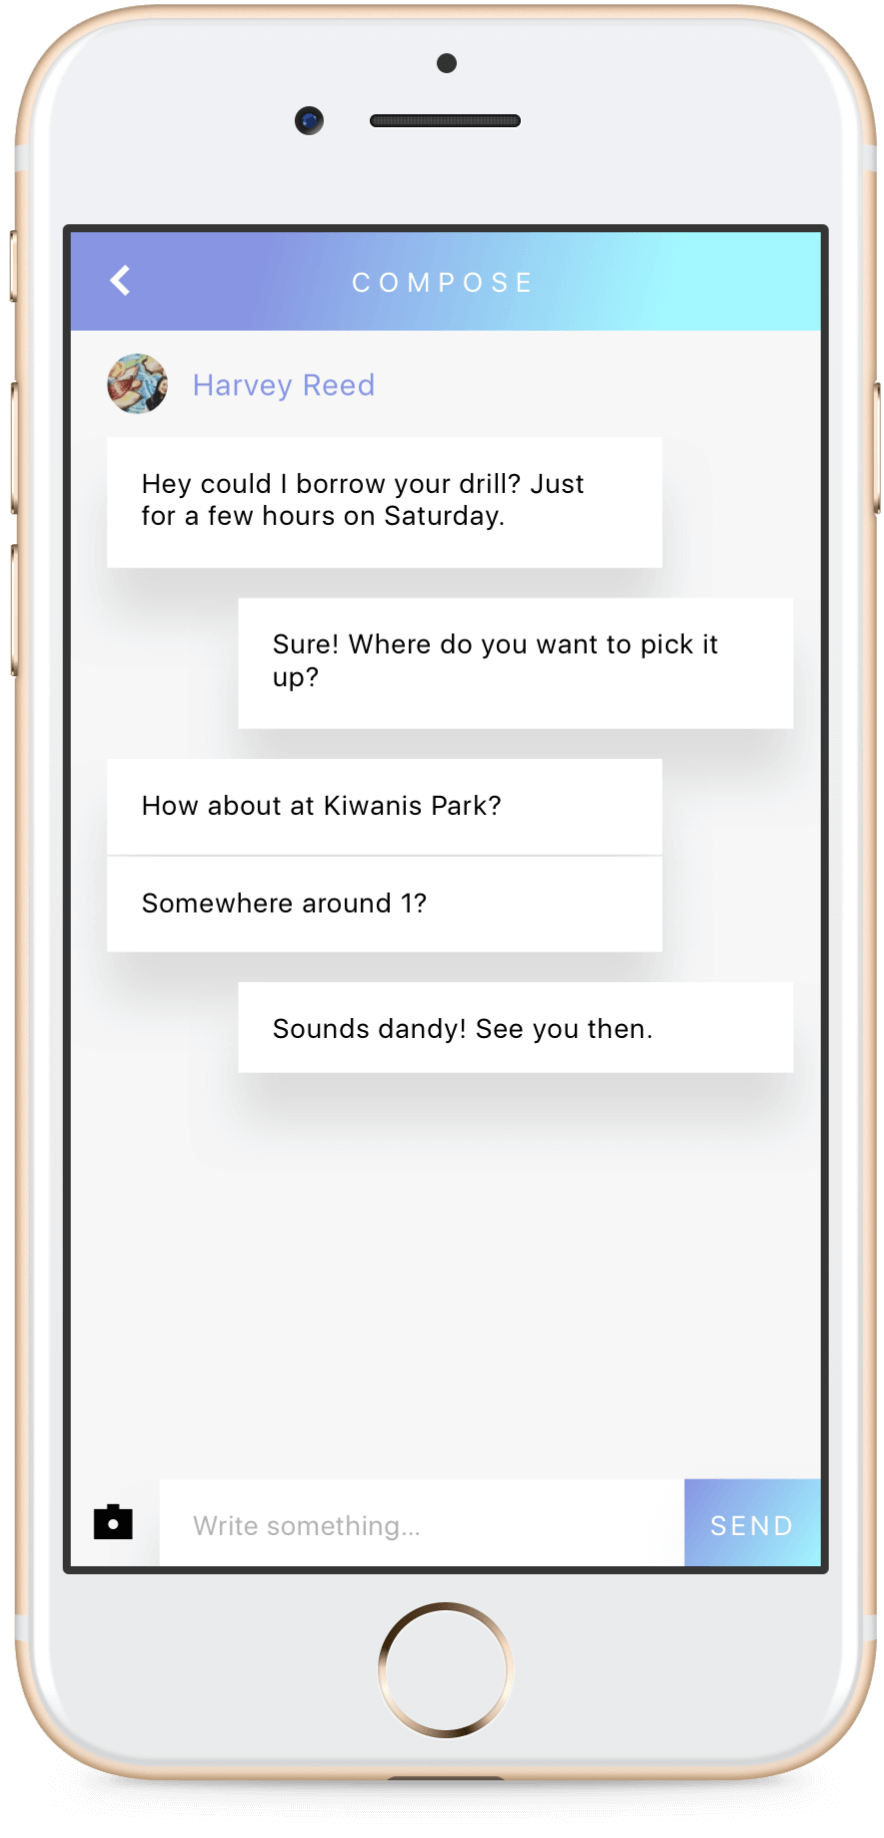 COMPOSE
Harvey Reed
Hey could I borrow your drill? Just
for a few hours on Saturday.
Sure! Where do you want to pick it
up?
How about at Kiwanis Park?
Somewhere around 1?
Sounds dandy! See you then.
Write something...
SEND